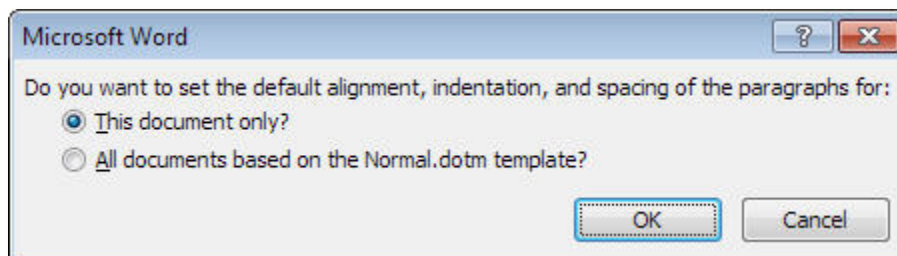 Microsoft Word
Do you want to set the default alignment, indentation, and spacing of the paragraphs for:
This document only?
All documents based on the Normal.dotm template?
OK Cancel